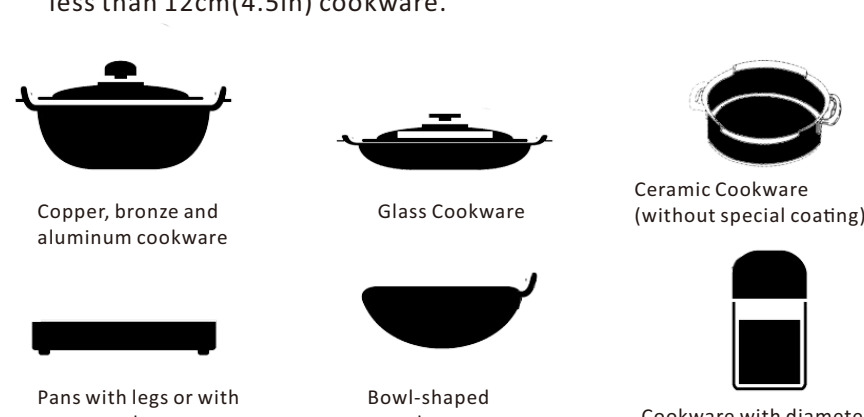 less than 12cm(4.5in) cookware.
Copper, bronze and
aluminum cookware
Glass Cookware
Ceramic Cookware
(without special coating)
Pans with legs or with
Bowl-shaped
Cookware with